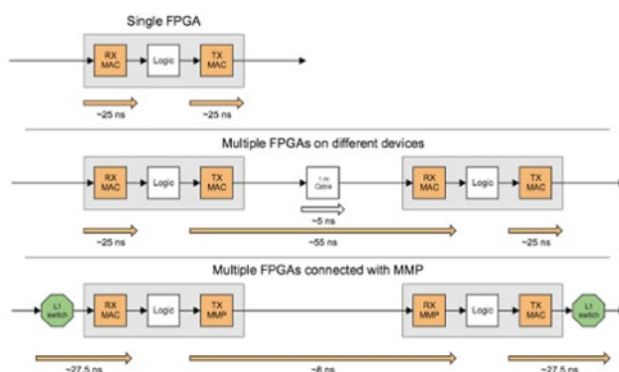 Single FPGA
RX MAC
Logic
TX MAC
~25 ns
~25 ns
Multiple FPGAs on different devices
RX MAC
Logic
TX MAC
1 m Cable
RX MAC
Logic
TX MAC
~5 ns
~25 ns
~55 ns
~25 ns
Multiple FPGAs connected with MMP
L1 switch
RX MAC
Logic
TX MMP
RX MMP
Logic
TX MAC
L1 switch
~27.5 ns
~6 ns
~27.5 ns